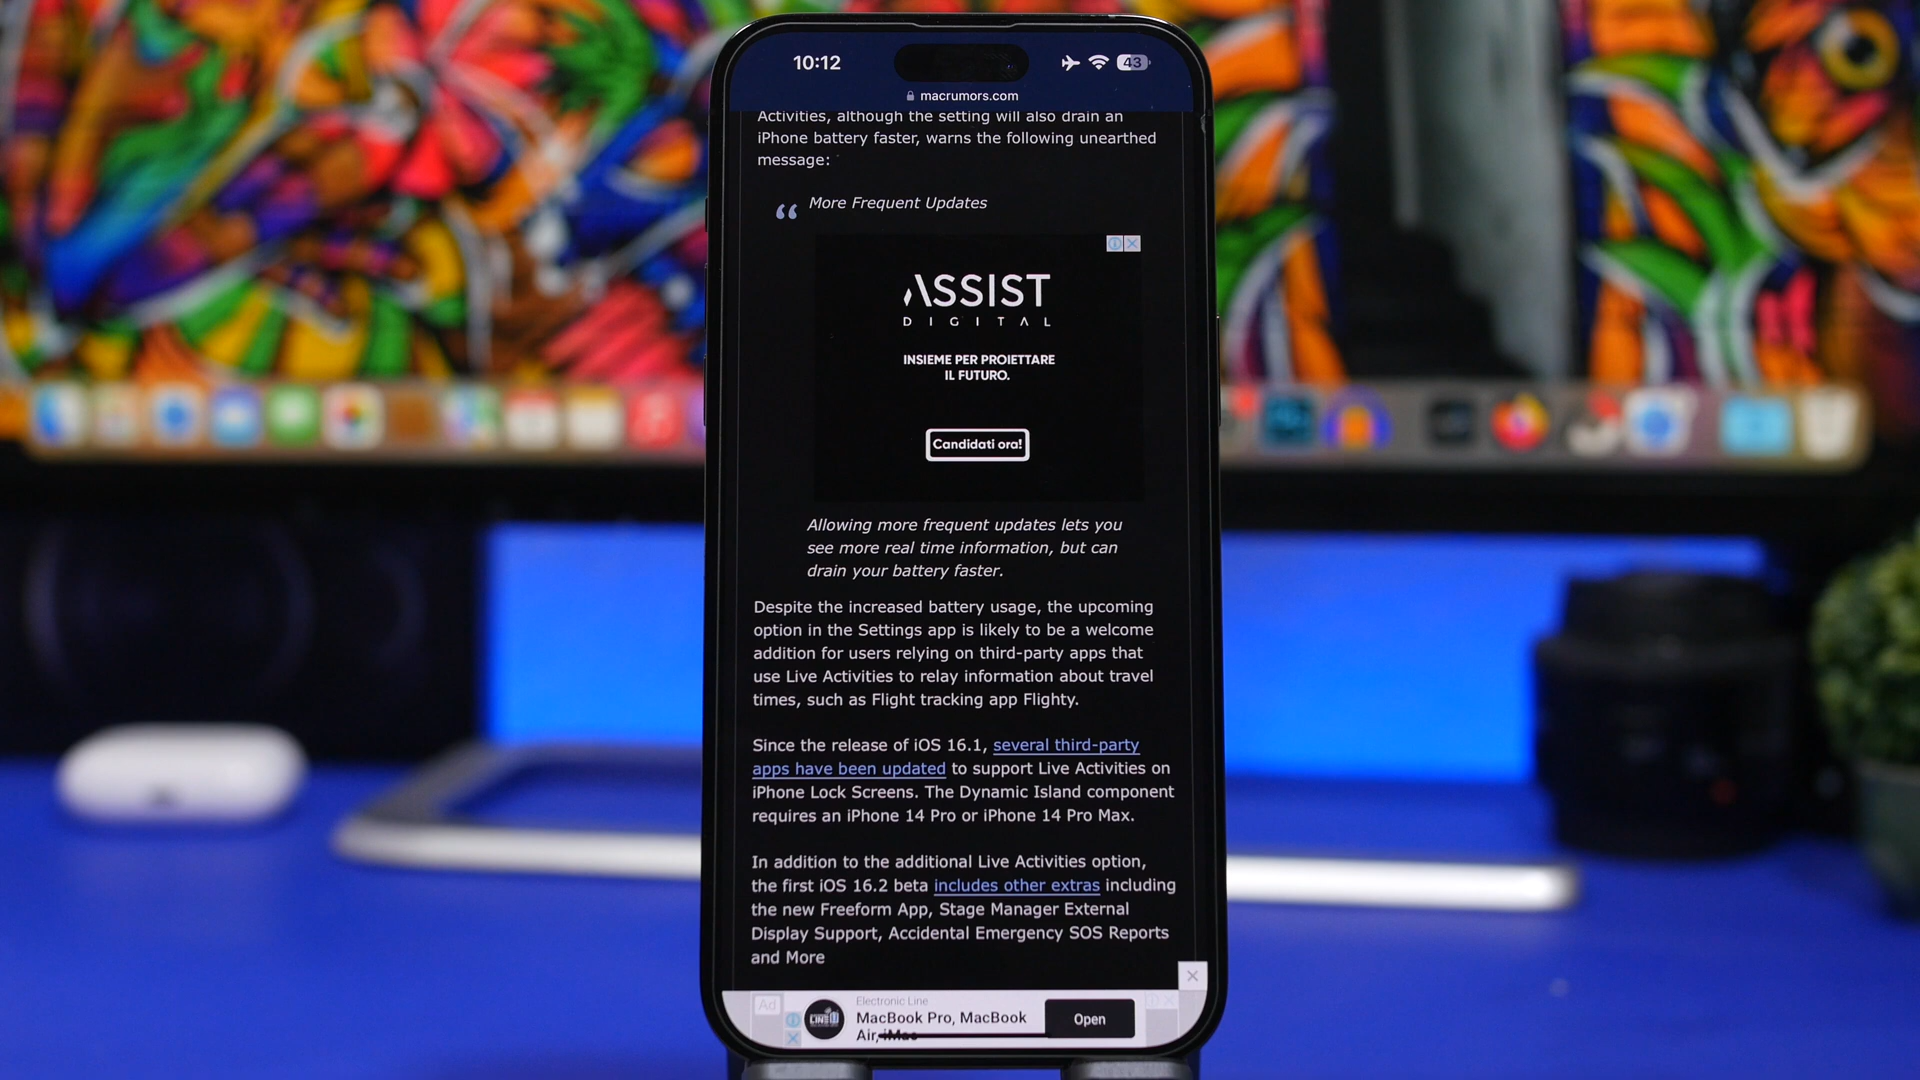 10:12
43
macrumors.com
Activities, although the setting will also drain an
iPhone battery faster, warns the following unearthed
message:
“ More Frequent Updates
ASSIST
DIGITAL
INSIEME PER PROIETTARE
IL FUTURO.
Candidati ora!
Allowing more frequent updates lets you
see more real time information, but can
drain your battery faster.
Despite the increased battery usage, the upcoming
option in the Settings app is likely to be a welcome
addition for users relying on third-party apps that
use Live Activities to relay information about travel
times, such as Flight tracking app Flighty.
Since the release of iOS 16.1, several third-party
apps have been updated to support Live Activities on
iPhone Lock Screens. The Dynamic Island component
requires an iPhone 14 Pro or iPhone 14 Pro Max.
In addition to the additional Live Activities option,
the first iOS 16.2 beta includes other extras including
the new Freeform App, Stage Manager External
Display Support, Accidental Emergency SOS Reports
and More
Ad
Electronic Line
MacBook Pro, MacBook
Air, iMac
Open